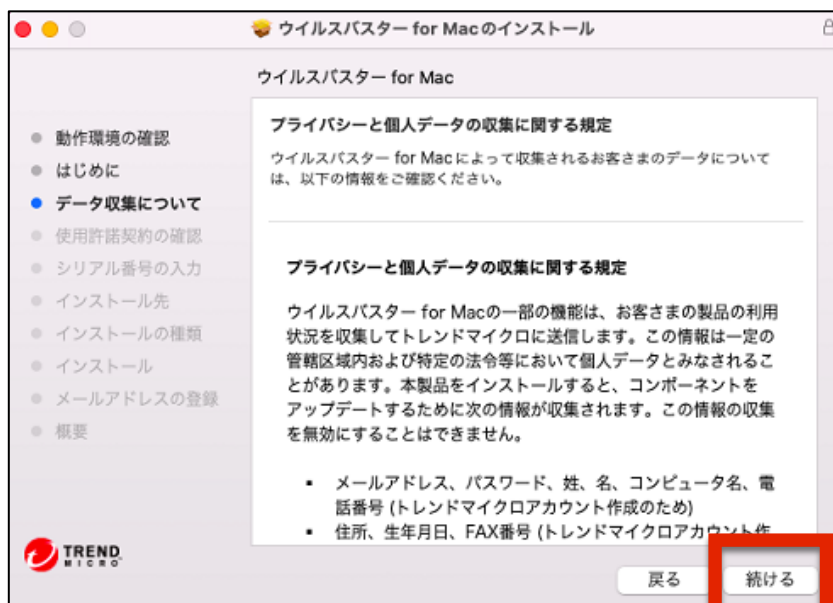 ウイルスバスター for Macのインストール
ウイルスバスター for Mac
動作環境の確認
はじめに
データ収集について
使用許諾契約の確認
シリアル番号の入力
インストール先
インストールの種類
インストール
メールアドレスの登録
概要
プライバシーと個人データの収集に関する規定
ウイルスバスター for Macによって収集されるお客さまのデータについて
は、以下の情報をご確認ください。
プライバシーと個人データの収集に関する規定
ウイルスバスター for Macの一部の機能は、お客さまの製品の利用
状況を収集してトレンドマイクロに送信します。この情報は一定の
管轄区域内および特定の法令等において個人データとみなされるこ
とがあります。本製品をインストールすると、コンポーネントを
アップデートするために次の情報が収集されます。この情報の収集
を無効にすることはできません。
▪ メールアドレス、パスワード、姓、名、コンピュータ名、電
話番号 (トレンドマイクロアカウント作成のため)
▪ 住所、生年月日、FAX番号 (トレンドマイクロアカウント作
TREND
MICRO
戻る
続ける